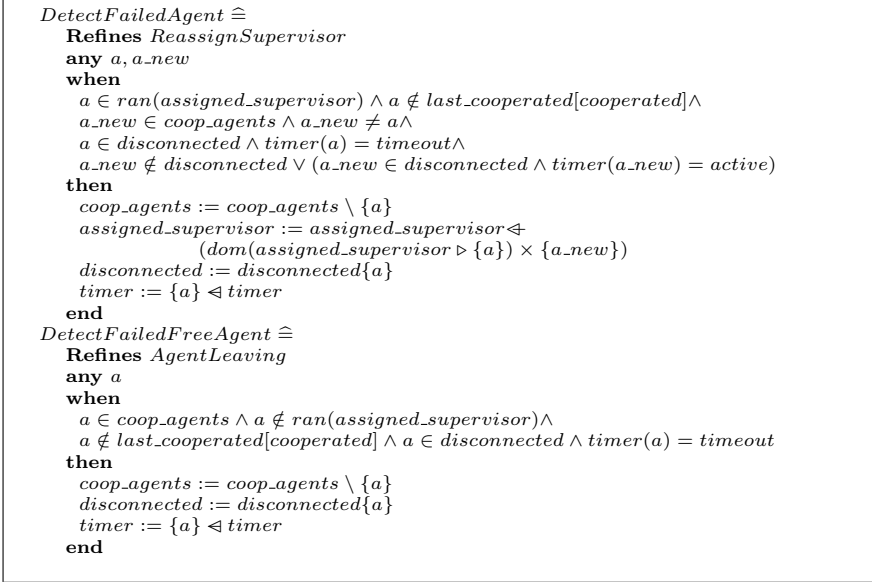 DetectFailedAgent ≙
Refines ReassignSupervisor
any a, a_new
when
a ∈ ran(assigned_supervisor) ∧ a ∉ last_cooperated[cooperated]∧
a_new ∈ coop_agents ∧ a_new ≠ a∧
a ∈ disconnected ∧ timer(a) = timeout∧
a_new ∉ disconnected ∨ (a_new ∈ disconnected ∧ timer(a_new) = active)
then
coop_agents := coop_agents \ {a}
assigned_supervisor := assigned_supervisor⩤
(dom(assigned_supervisor ▷ {a}) × {a_new})
disconnected := disconnected{a}
timer := {a} ⩤ timer
end
DetectFailedFreeAgent ≙
Refines AgentLeaving
any a
when
a ∈ coop_agents ∧ a ∉ ran(assigned_supervisor)∧
a ∉ last_cooperated[cooperated] ∧ a ∈ disconnected ∧ timer(a) = timeout
then
coop_agents := coop_agents \ {a}
disconnected := disconnected{a}
timer := {a} ⩤ timer
end